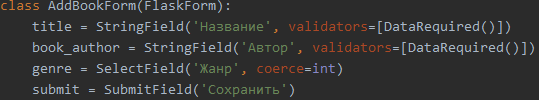 class AddBookForm(FlaskForm):
    title = StringField('Название', validators=[DataRequired()])
    book_author = StringField('Автор', validators=[DataRequired()])
    genre = SelectField('Жанр', coerce=int)
    submit = SubmitField('Сохранить')